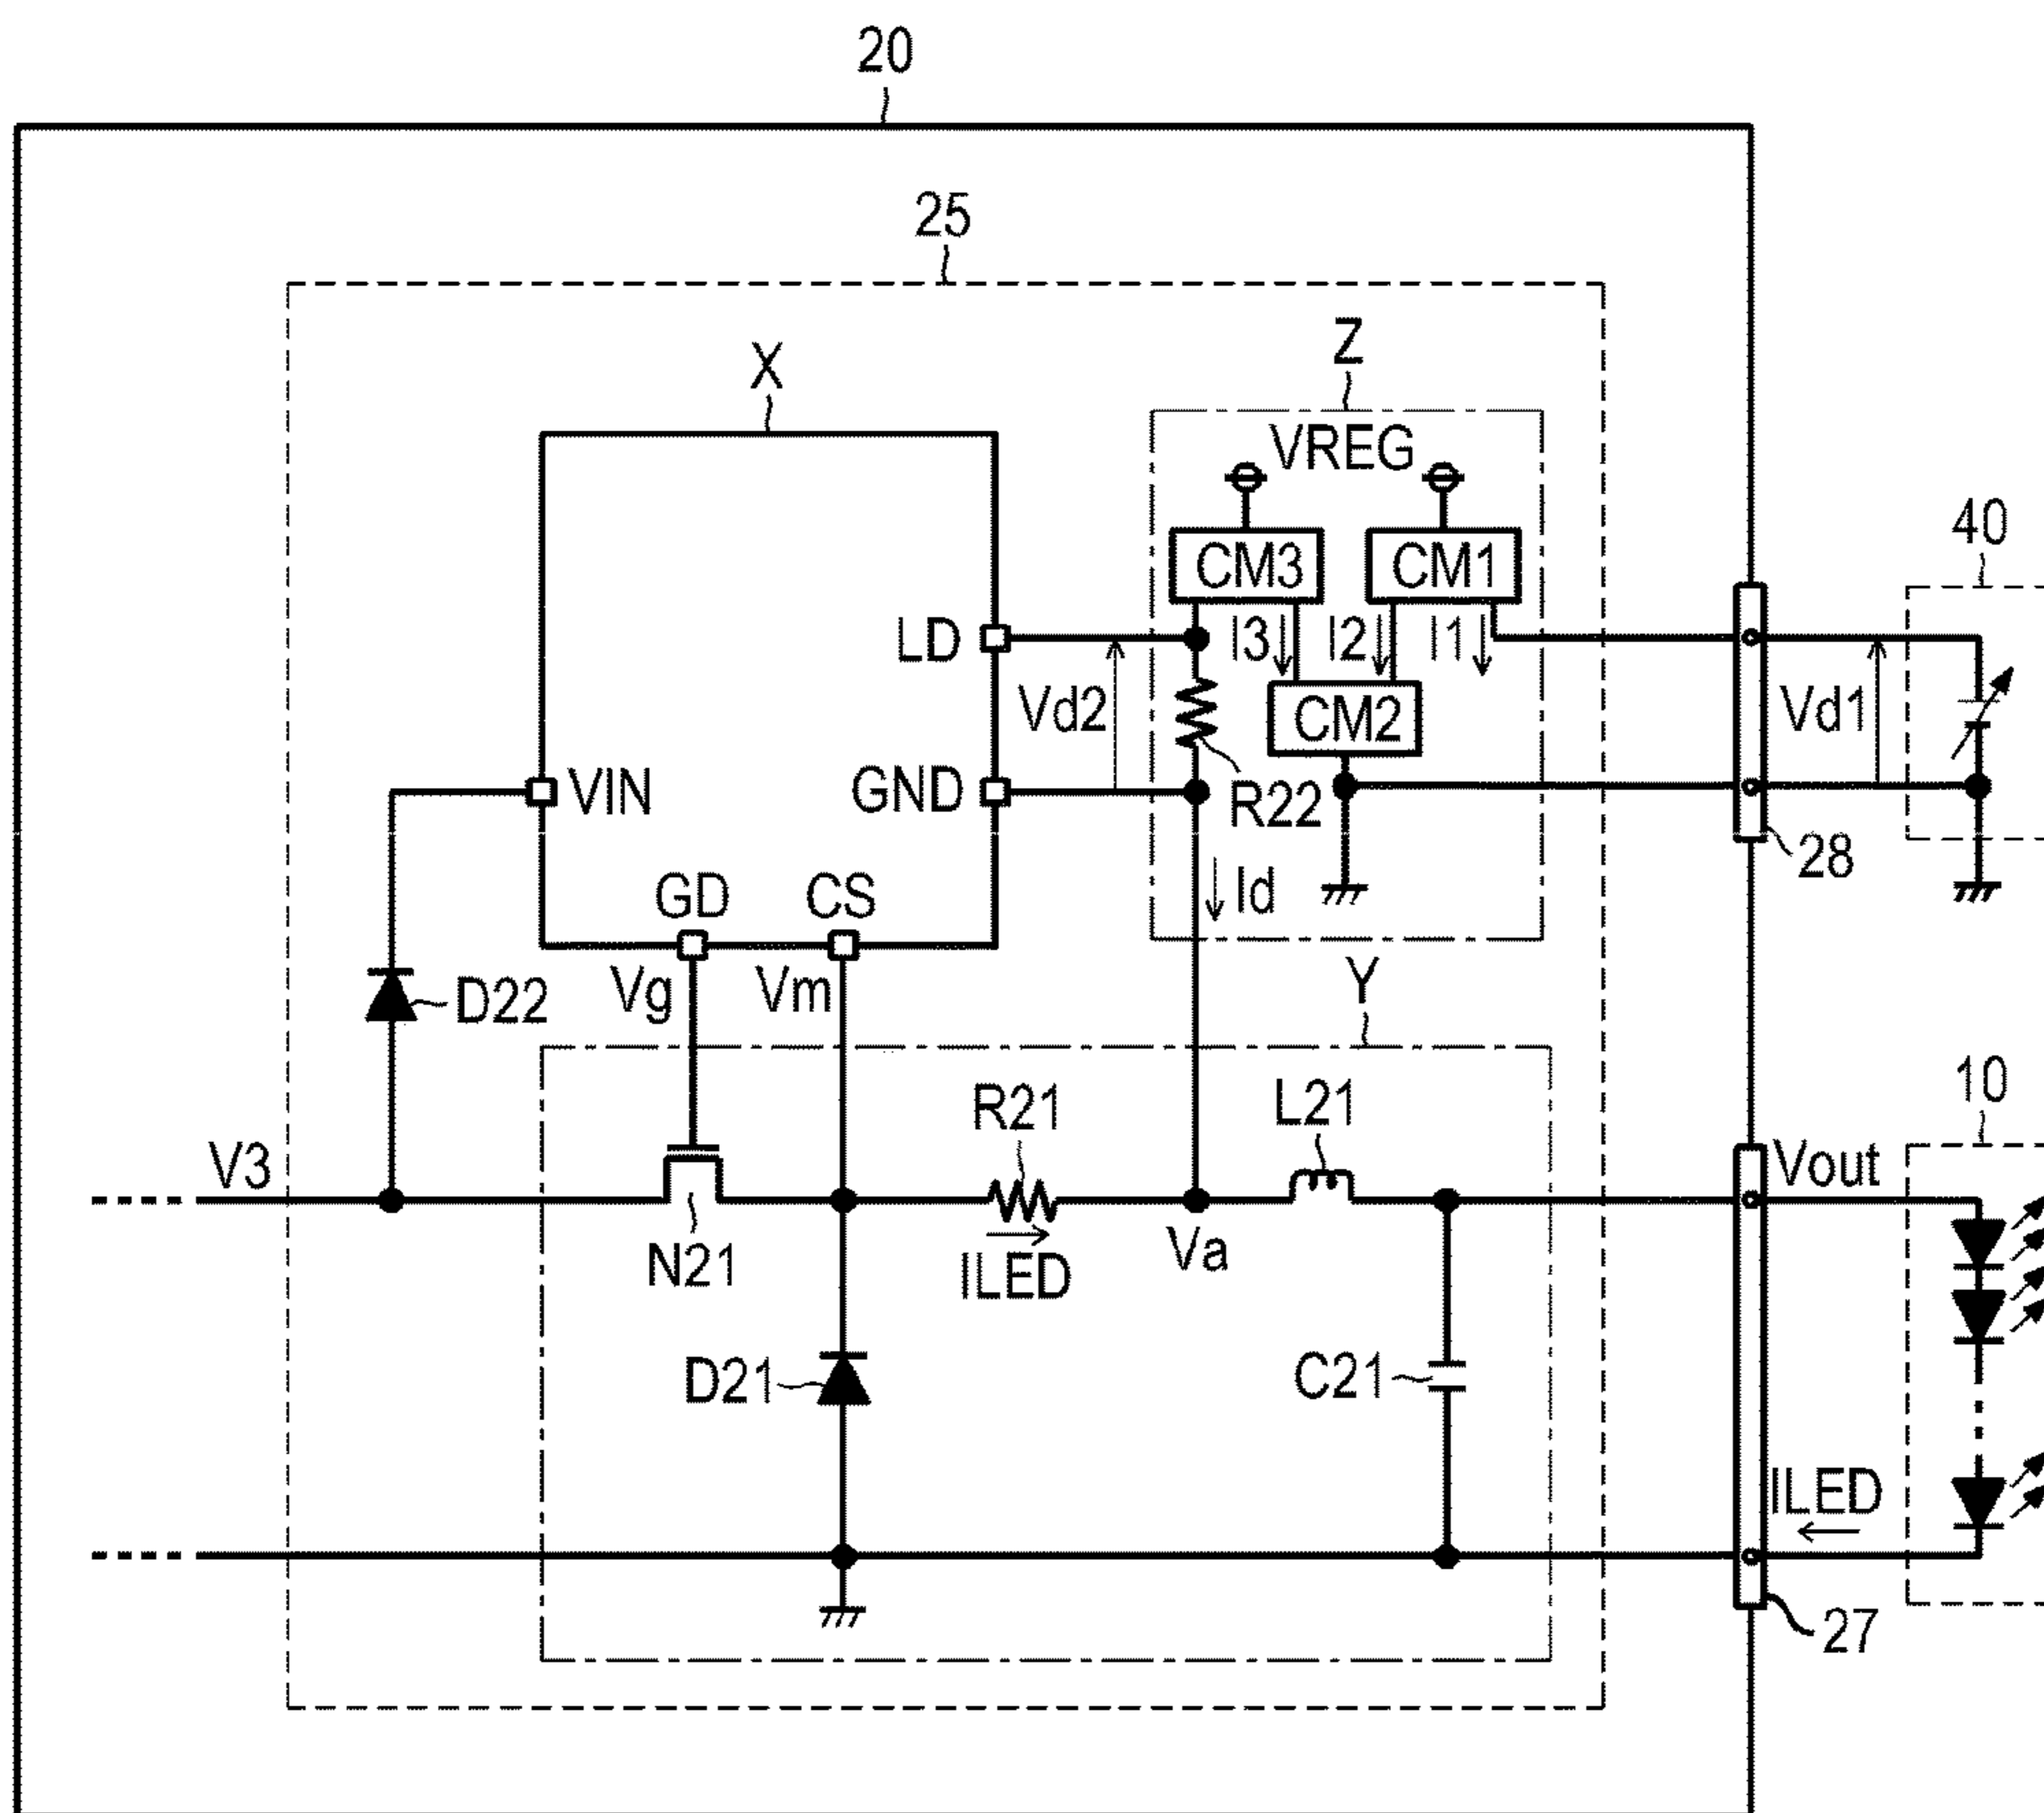 20
25
X
Z
VREG
CM3
CM1
40
LD
I3
I2
I1
Vd2
CM2
Vd1
VIN
GND
R22
28
GD
CS
Id
Vg
Vm
D22
Y
R21
L21
10
V3
Vout
N21
ILED
Va
D21
C21
ILED
27